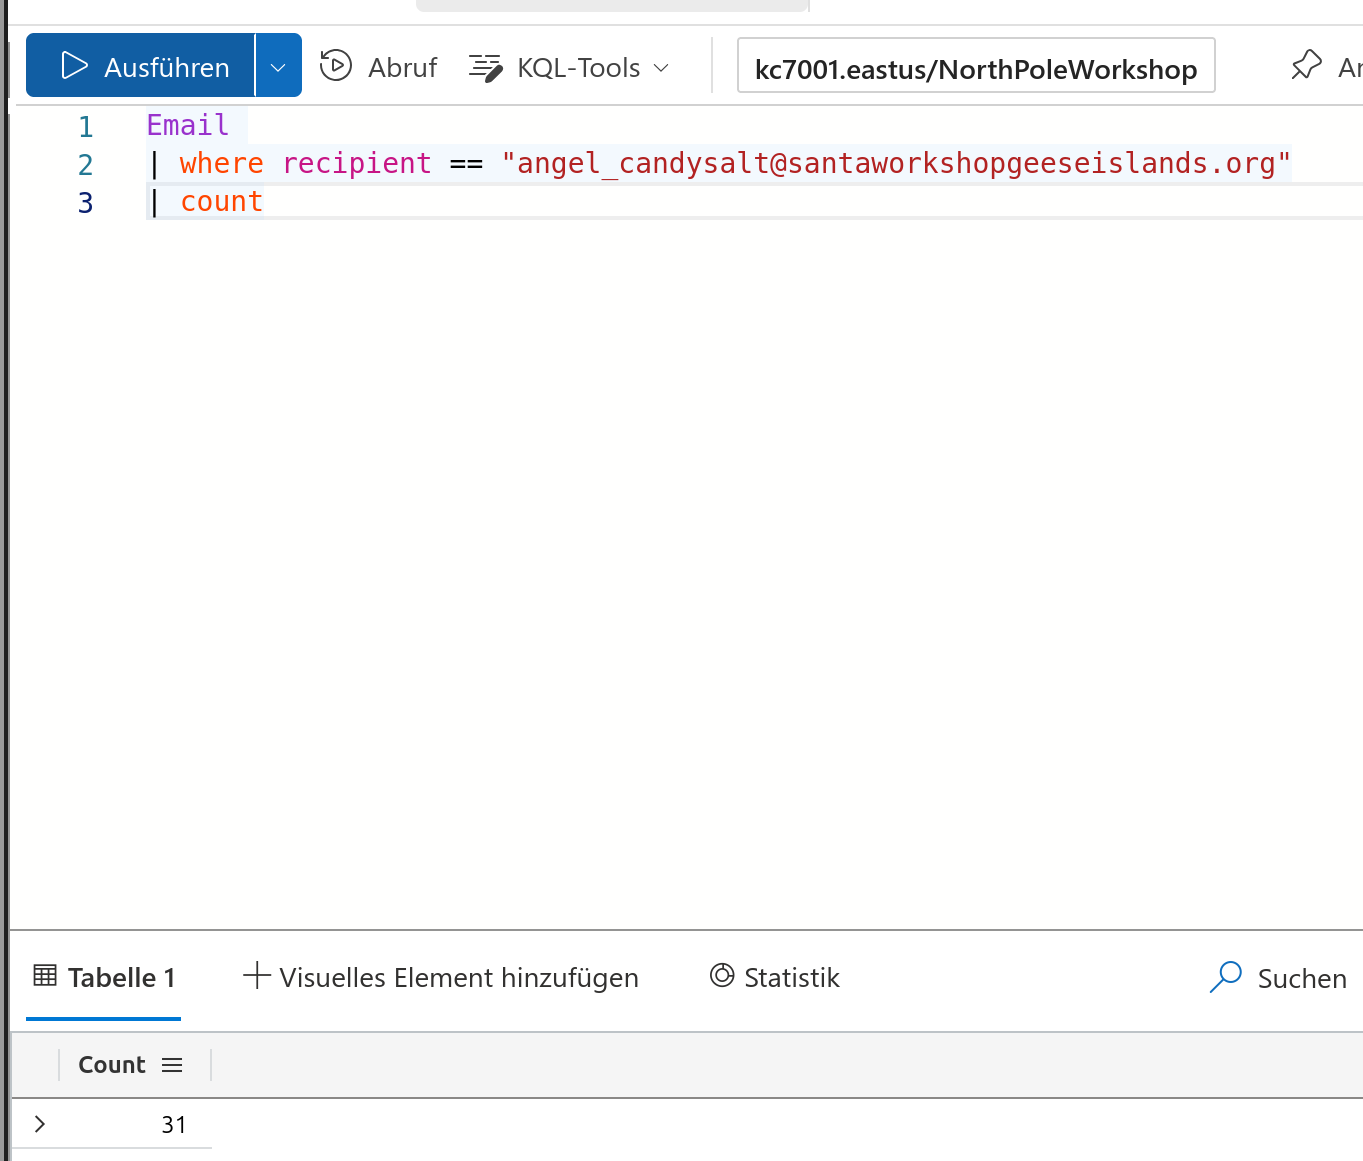 Ausführen
Abruf
KQL-Tools
kc7001.eastus/NorthPoleWorkshop
1 Email
2 | where recipient == "angel_candysalt@santaworkshopgeeseislands.org"
3 | count
Tabelle 1
Visuelles Element hinzufügen
Statistik
Suchen
Count
31